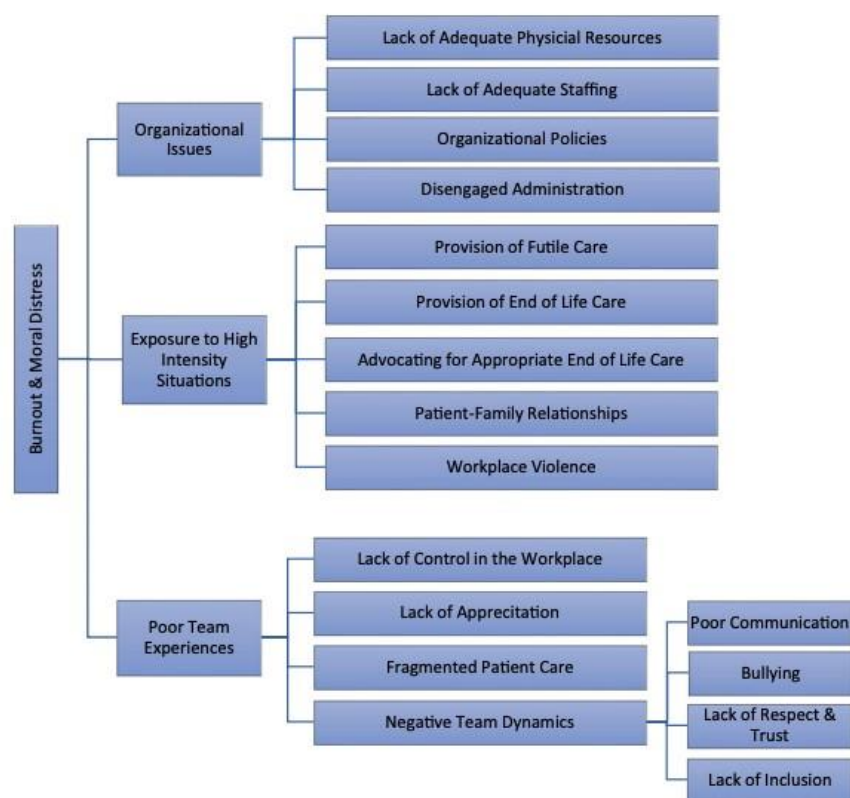 Burnout & Moral Distress
Organizational
Issues
Lack of Adequate Physicial Resources
Lack of Adequate Staffing
Organizational Policies
Disengaged Administration
Exposure to High
Intensity
Situations
Provision of Futile Care
Provision of End of Life Care
Advocating for Appropriate End of Life Care
Patient-Family Relationships
Workplace Violence
Poor Team
Experiences
Lack of Control in the Workplace
Lack of Apprecitation
Fragmented Patient Care
Negative Team Dynamics
Poor Communication
Bullying
Lack of Respect &
Trust
Lack of Inclusion